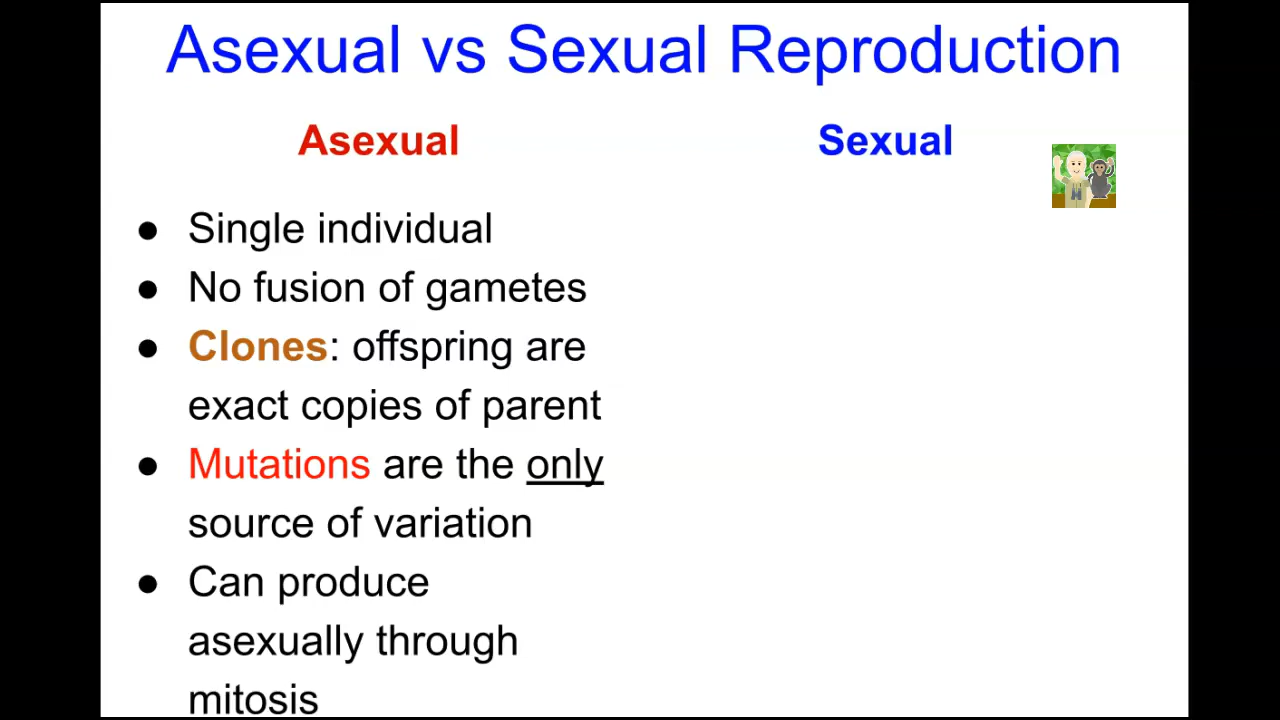 Asexual vs Sexual Reproduction
Asexual
● Single individual
● No fusion of gametes
● Clones: offspring are
exact copies of parent
● Mutations are the only
source of variation
● Can produce
asexually through
mitosis
Sexual